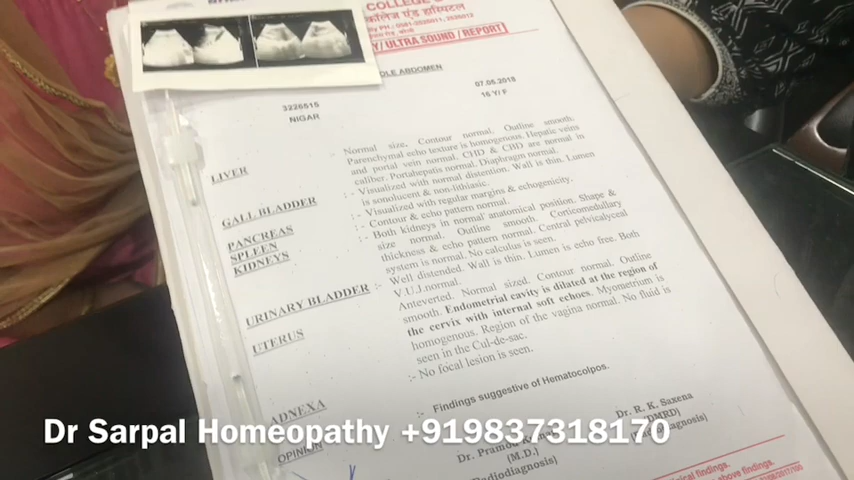 COLLEGE
कॉलेज एंड हास्पिटल
Y/ULTRA SOUND / REPORT
OLE ABDOMEN
07.05.2018
3226515
16 Y/ F
NIGAR
LIVER
Normal size, Contour normal. Outline smooth.
Parenchymal echo texture is homogenous. Hepatic veins
and portal vein normal. CHD & CBD are normal in
caliber. Portahepatis normal. Diaphragm normal.
GALL BLADDER :- Visualized with normal distention. Wall is thin. Lumen
is sonolucent & non-lithiasic.
PANCREAS :- Visualized with regular margins & echogenicity.
SPLEEN :- Contour & echo pattern normal.
KIDNEYS :- Both kidneys in normal anatomical position. Shape &
size normal. Outline smooth. Corticomedullary
thickness & echo pattern normal. Central pelvicalyceal
system is normal. No calculus is seen.
URINARY BLADDER :- Well distended. Wall is thin. Lumen is echo free. Both
V.U.J.normal.
UTERUS
Anteverted. Normal sized. Contour normal. Outline
smooth. Endometrial cavity is dilated at the region of
the cervix with internal soft echoes. Myometrium is
homogenous. Region of the vagina normal. No fluid is
seen in the Cul-de-sac.
ADNEXA :- No focal lesion is seen.
OPINION :- Findings suggestive of Hematocolpos.
Dr. R. K. Saxena
(DMRD)
Dr. Pramod
(M.D.)
Radiodiagnosis)
Dr Sarpal Homeopathy +919837318170